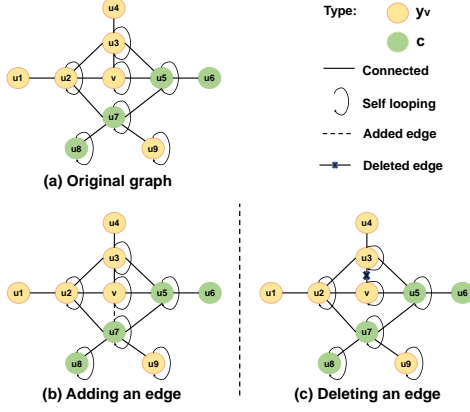 Type:
yv
c
Connected
Self looping
Added edge
Deleted edge
u4
u3
u1
u2
v
u5
u6
u7
u8
u9
(a) Original graph
u4
u3
u1
u2
v
u5
u6
u7
u8
u9
(b) Adding an edge
u4
u3
u1
u2
v
u5
u6
u7
u8
u9
(c) Deleting an edge